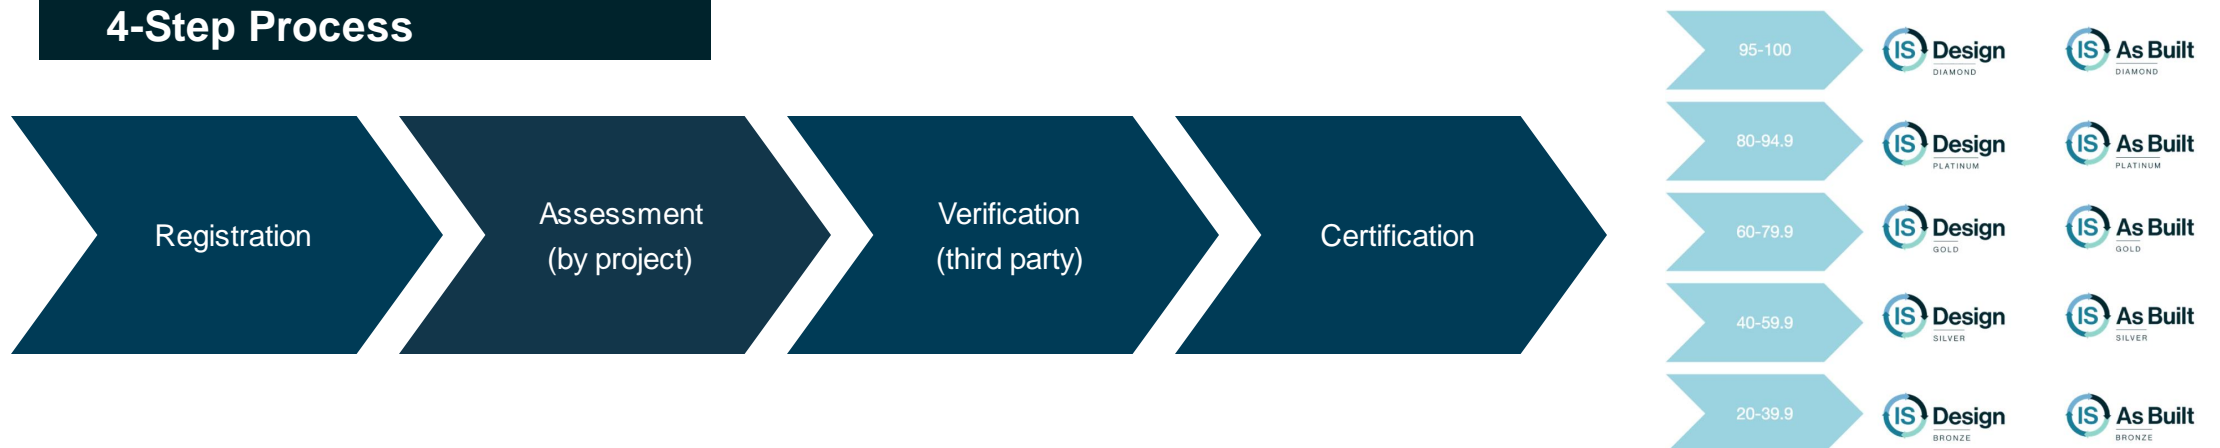 4-Step Process
Registration
Assessment
(by project)
Verification
(third party)
Certification
95-100
IS Design
DIAMOND
IS As Built
DIAMOND
80-94.9
IS Design
PLATINUM
IS As Built
PLATINUM
60-79.9
IS Design
GOLD
IS As Built
GOLD
40-59.9
IS Design
SILVER
IS As Built
SILVER
20-39.9
IS Design
BRONZE
IS As Built
BRONZE